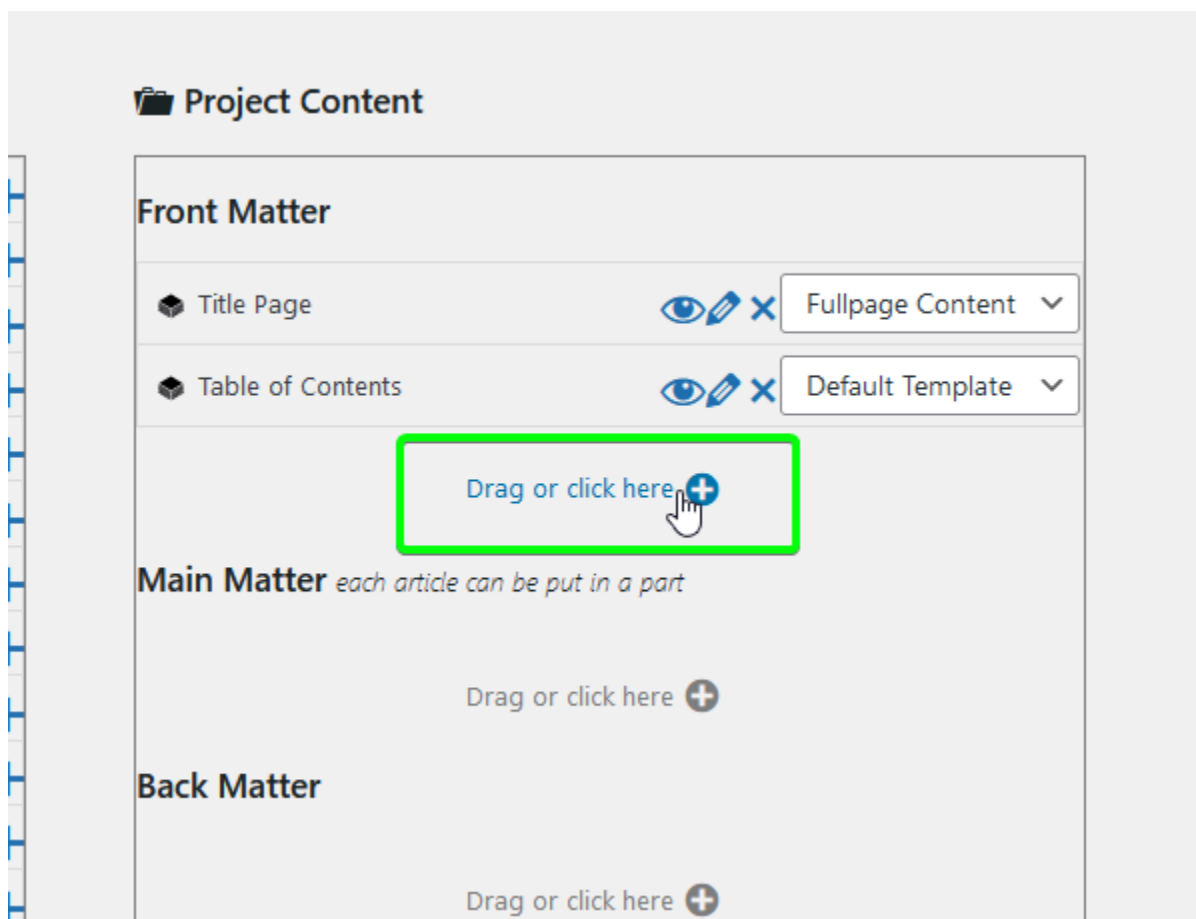 Project Content
Front Matter
Title Page Fullpage Content
Table of Contents Default Template
Drag or click here
Main Matter each article can be put in a part
Drag or click here
Back Matter
Drag or click here